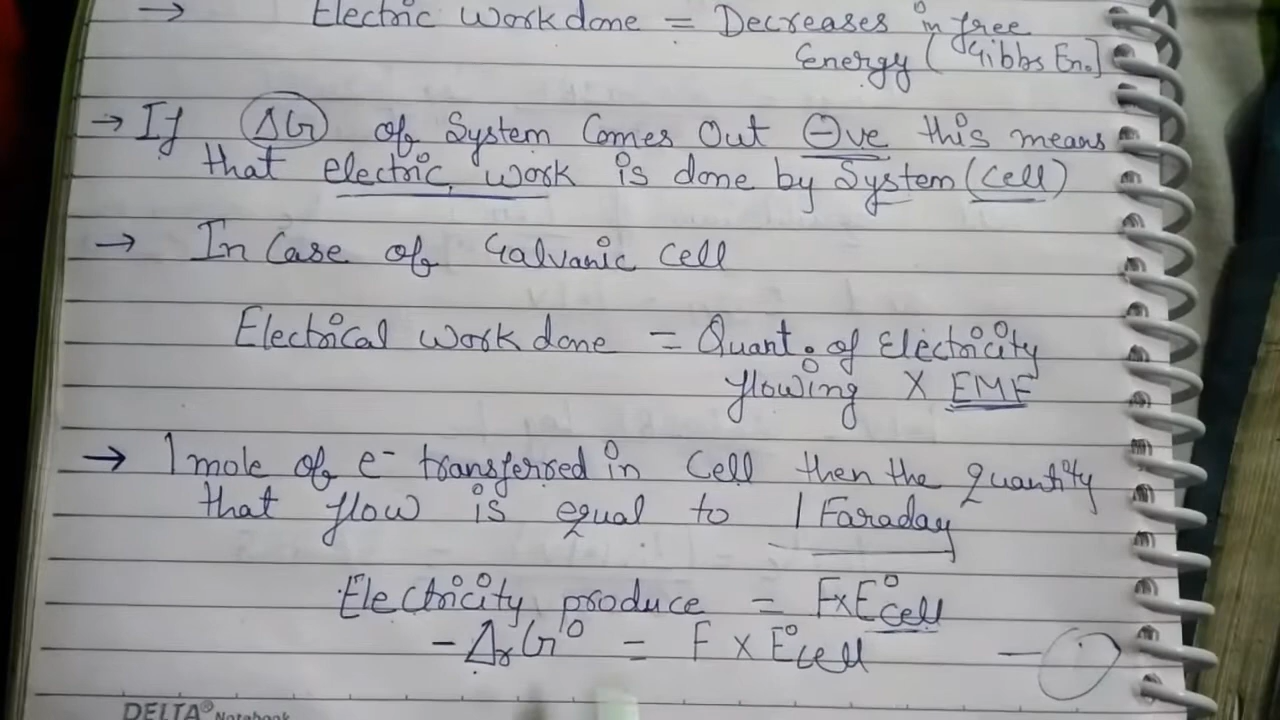 → Electric Work done = Decreases in free
Energy (Gibbs En.]
→ If ΔG of System Comes Out ⊖ve this means
that electric work is done by System (Cell)
→ In Case of Galvanic Cell
Electrical Work done = Quant. of Electricity
flowing X EMF
→ 1 mole of e⁻ transferred in Cell then the quantity
that flow is equal to 1 Faraday
Electricity produce = F×E°cell
-ΔrG° = F × E°cell —
DELTA® Notebook